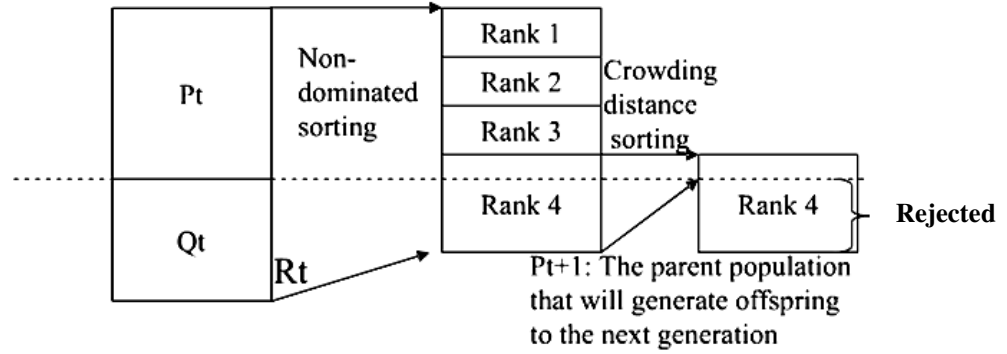 Pt
Qt
Rt
Non-
dominated
sorting
Rank 1
Rank 2
Rank 3
Rank 4
Crowding
distance
sorting
Rank 4
Rejected
Pt+1: The parent population
that will generate offspring
to the next generation